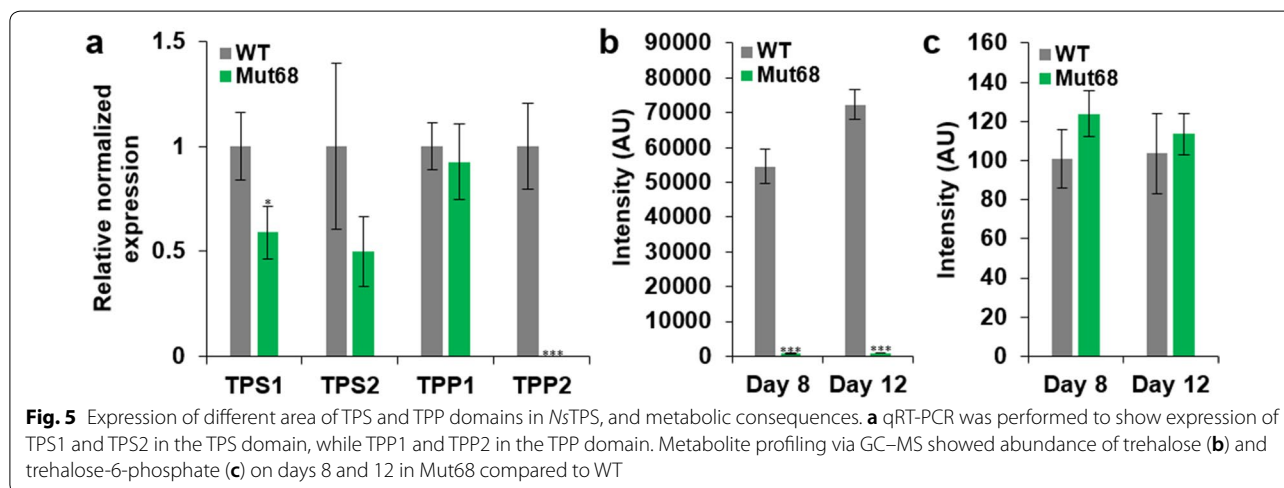 a
1.5
1
0.5
0
Relative normalized
expression
WT
Mut68
*
***
TPS1 TPS2 TPP1 TPP2
b
90000
80000
70000
60000
50000
40000
30000
20000
10000
0
Intensity (AU)
WT
Mut68
*** ***
Day 8 Day 12
c
160
140
120
100
80
60
40
20
0
Intensity (AU)
WT
Mut68
Day 8 Day 12
Fig. 5 Expression of different area of TPS and TPP domains in NsTPS, and metabolic consequences. a qRT-PCR was performed to show expression of
TPS1 and TPS2 in the TPS domain, while TPP1 and TPP2 in the TPP domain. Metabolite profiling via GC–MS showed abundance of trehalose (b) and
trehalose-6-phosphate (c) on days 8 and 12 in Mut68 compared to WT